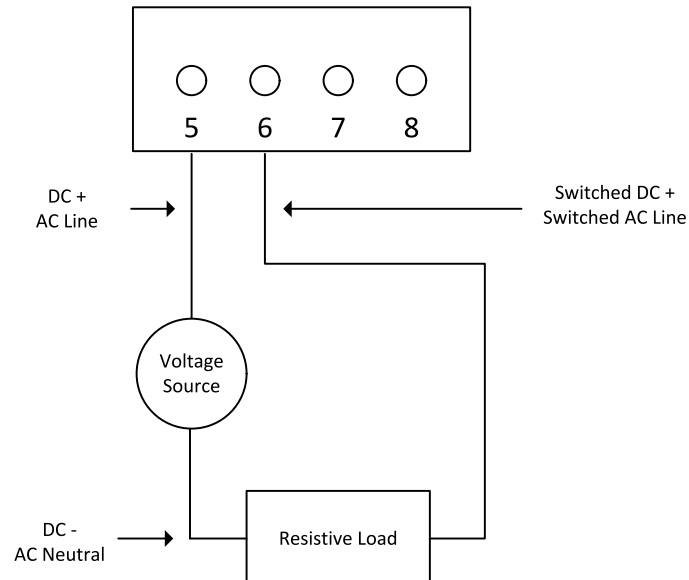 5 6 7 8
DC +
AC Line
Switched DC +
Switched AC Line
Voltage
Source
DC -
AC Neutral
Resistive Load